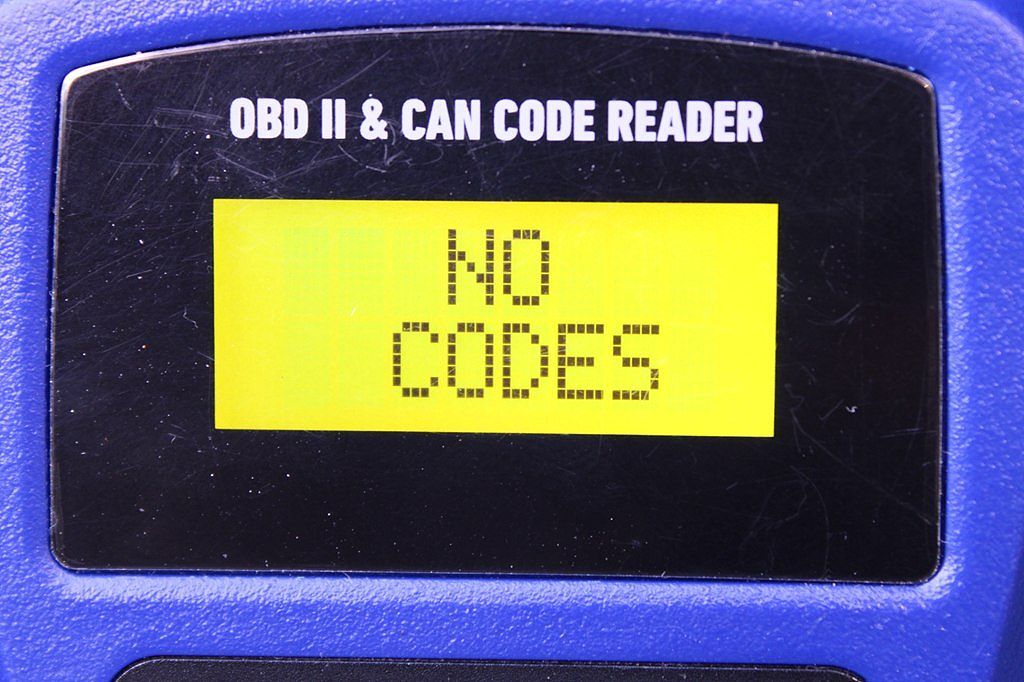 OBD II & CAN CODE READER
NO
CODES